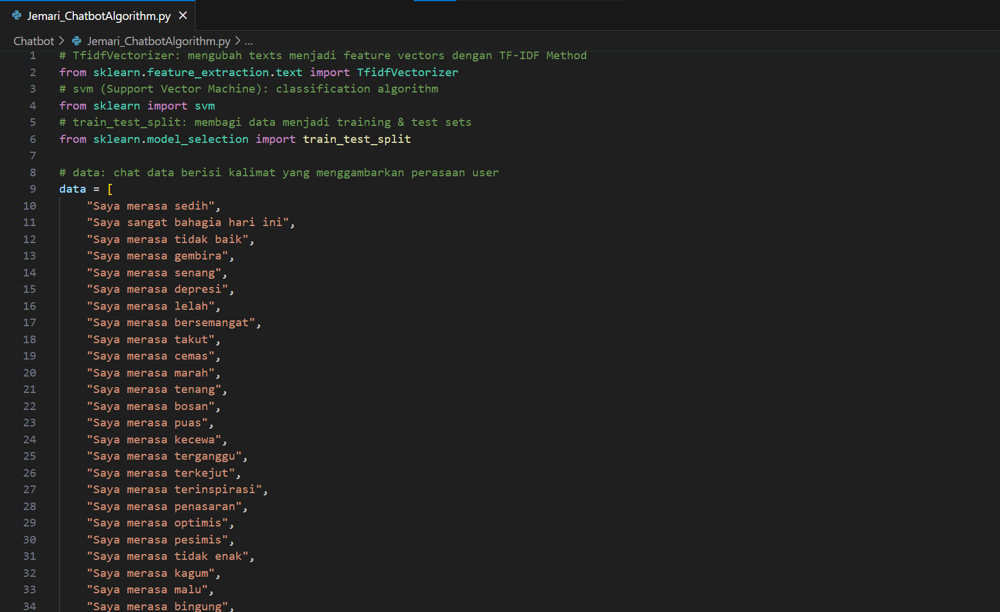 Jemari_ChatbotAlgorithm.py
Chatbot > Jemari_ChatbotAlgorithm.py > ...
1 # TfidfVectorizer: mengubah texts menjadi feature vectors dengan TF-IDF Method
2 from sklearn.feature_extraction.text import TfidfVectorizer
3 # svm (Support Vector Machine): classification algorithm
4 from sklearn import svm
5 # train_test_split: membagi data menjadi training & test sets
6 from sklearn.model_selection import train_test_split
7
8 # data: chat data berisi kalimat yang menggambarkan perasaan user
9 data = [
10 "Saya merasa sedih",
11 "Saya sangat bahagia hari ini",
12 "Saya merasa tidak baik",
13 "Saya merasa gembira",
14 "Saya merasa senang",
15 "Saya merasa depresi",
16 "Saya merasa lelah",
17 "Saya merasa bersemangat",
18 "Saya merasa takut",
19 "Saya merasa cemas",
20 "Saya merasa marah",
21 "Saya merasa tenang",
22 "Saya merasa bosan",
23 "Saya merasa puas",
24 "Saya merasa kecewa",
25 "Saya merasa terganggu",
26 "Saya merasa terkejut",
27 "Saya merasa terinspirasi",
28 "Saya merasa penasaran",
29 "Saya merasa optimis",
30 "Saya merasa pesimis",
31 "Saya merasa tidak enak",
32 "Saya merasa kagum",
33 "Saya merasa malu",
34 "Saya merasa bingung",